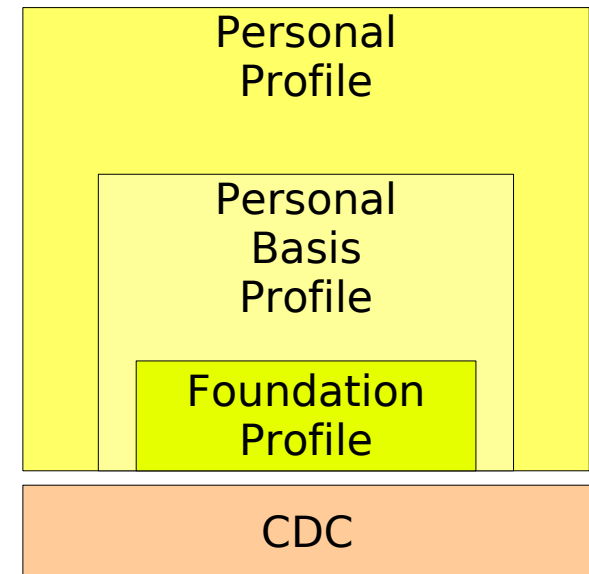 Personal
Profile
Personal
Basis
Profile
Foundation
Profile
CDC